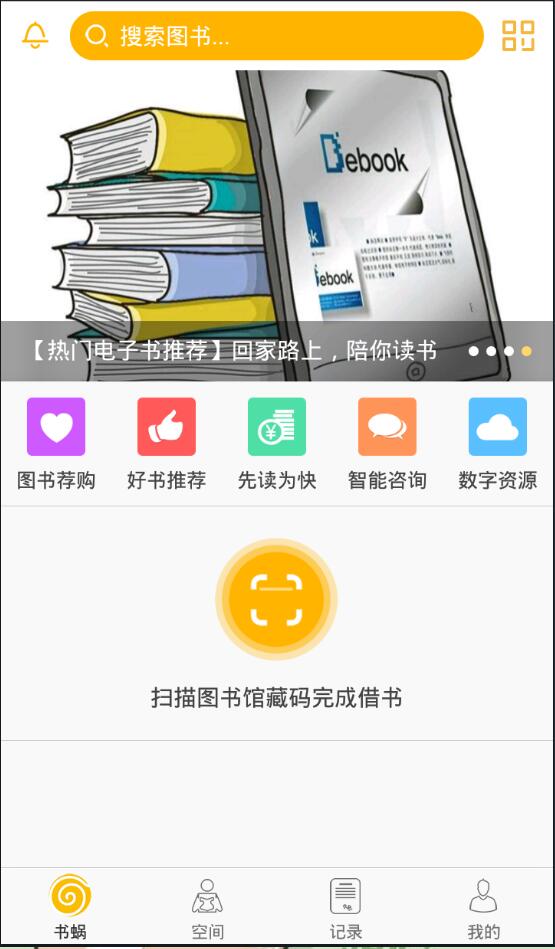 搜索图书...
ebook
ebook
【热门电子书推荐】回家路上，陪你读书
图书荐购
好书推荐
先读为快
智能咨询
数字资源
扫描图书馆藏码完成借书
书蜗
空间
记录
我的